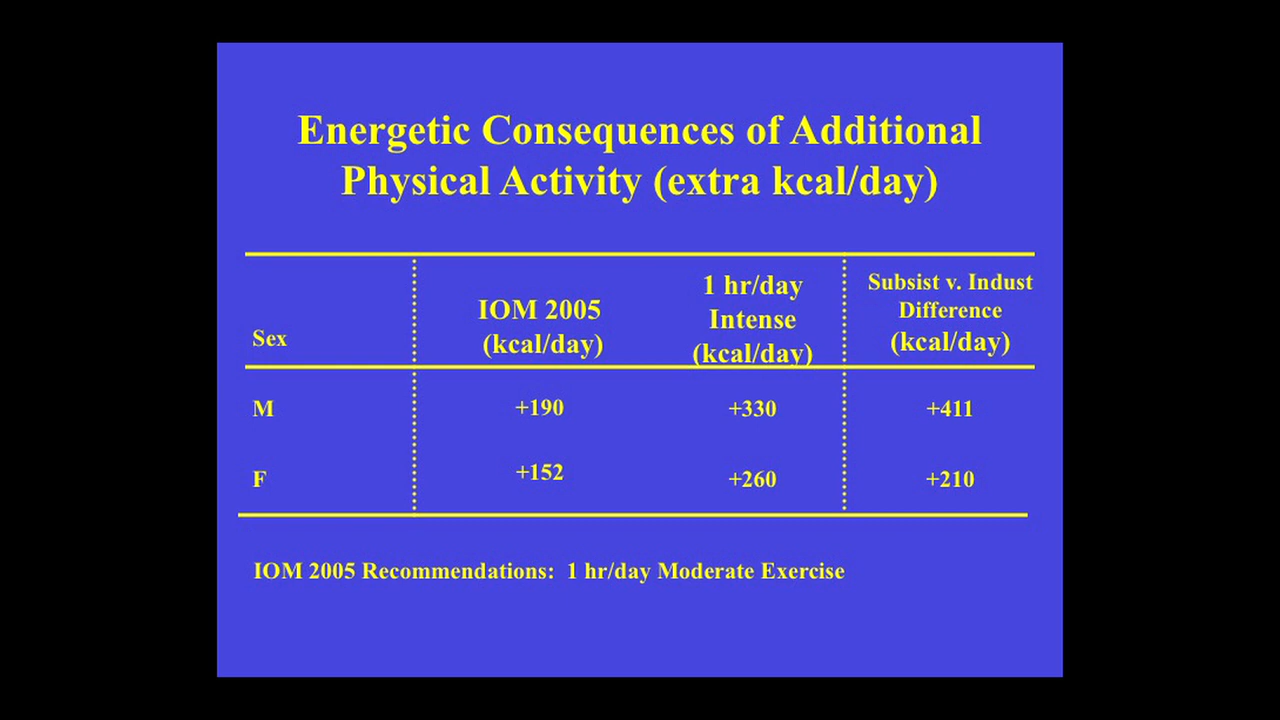 Energetic Consequences of Additional
Physical Activity (extra kcal/day)
Sex
IOM 2005
(kcal/day)
1 hr/day
Intense
(kcal/day)
Subsist v. Indust
Difference
(kcal/day)
M +190 +330 +411
F +152 +260 +210
IOM 2005 Recommendations: 1 hr/day Moderate Exercise